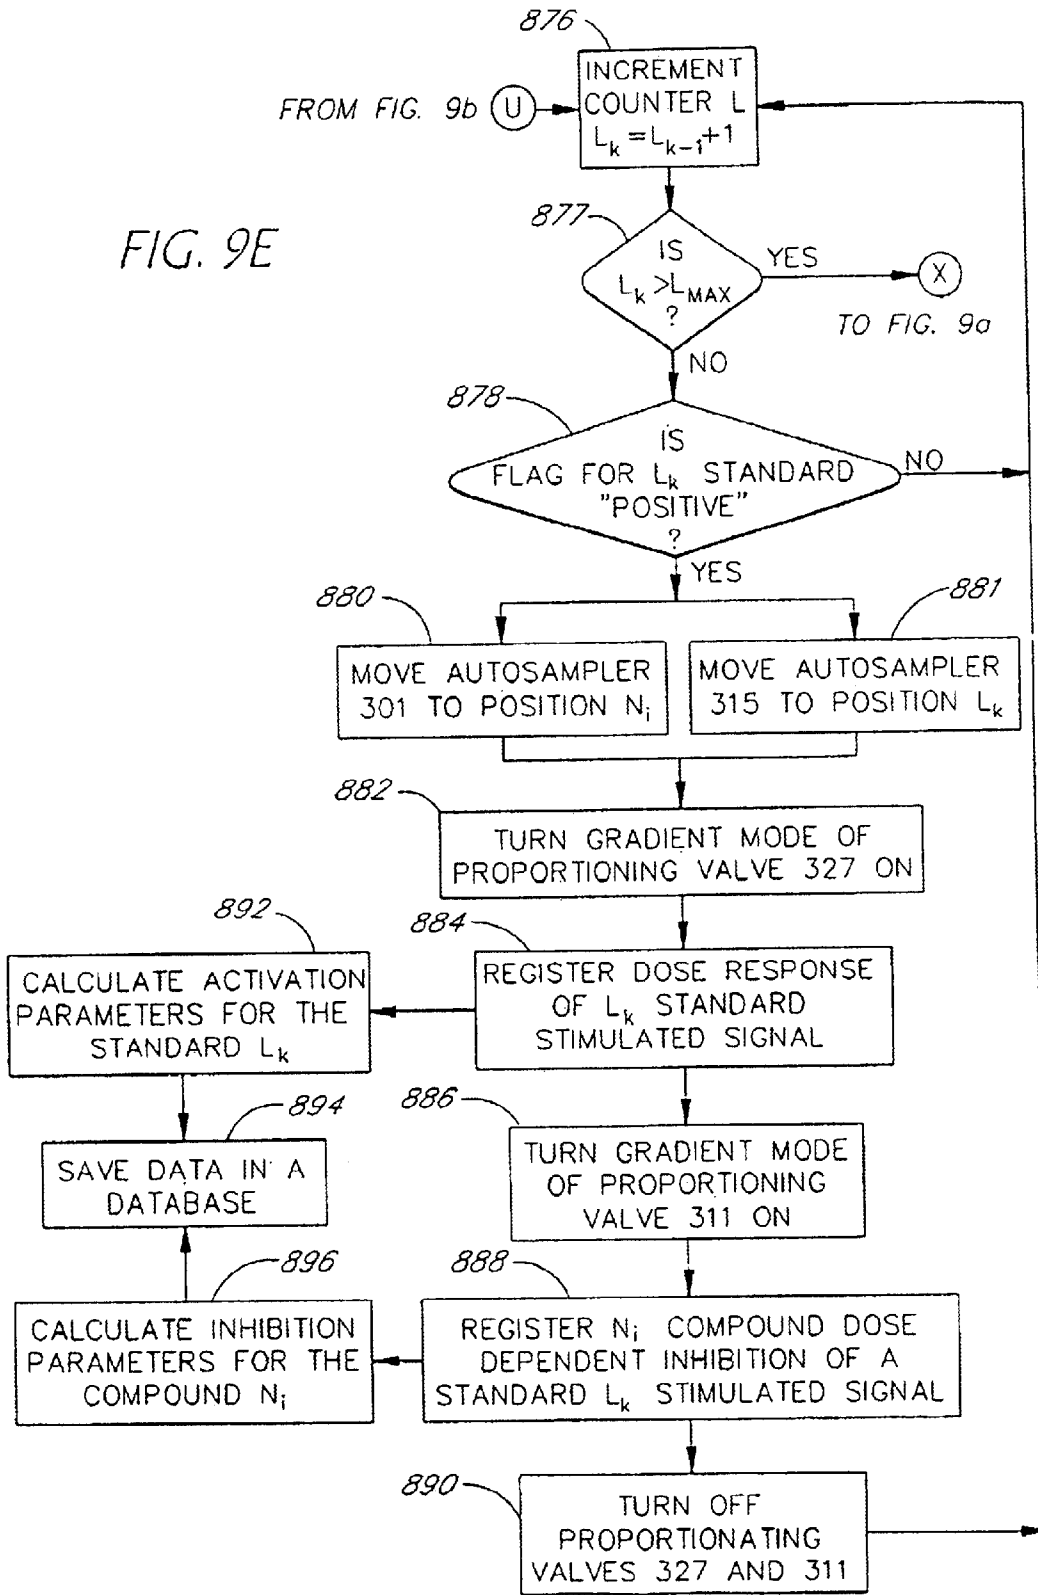 876
INCREMENT
COUNTER L
Lk = Lk-1+1
FROM FIG. 9b U
FIG. 9E
877
IS
Lk >LMAX
?
YES
X
TO FIG. 9a
NO
878
IS
FLAG FOR Lk STANDARD
"POSITIVE"
?
NO
YES
880
MOVE AUTOSAMPLER
301 TO POSITION Ni
881
MOVE AUTOSAMPLER
315 TO POSITION Lk
882
TURN GRADIENT MODE OF
PROPORTIONING VALVE 327 ON
884
REGISTER DOSE RESPONSE
OF Lk STANDARD
STIMULATED SIGNAL
892
CALCULATE ACTIVATION
PARAMETERS FOR THE
STANDARD Lk
894
SAVE DATA IN A
DATABASE
886
TURN GRADIENT MODE
OF PROPORTIONING
VALVE 311 ON
896
CALCULATE INHIBITION
PARAMETERS FOR THE
COMPOUND Ni
888
REGISTER Ni COMPOUND DOSE
DEPENDENT INHIBITION OF A
STANDARD Lk STIMULATED SIGNAL
890
TURN OFF
PROPORTIONATING
VALVES 327 AND 311